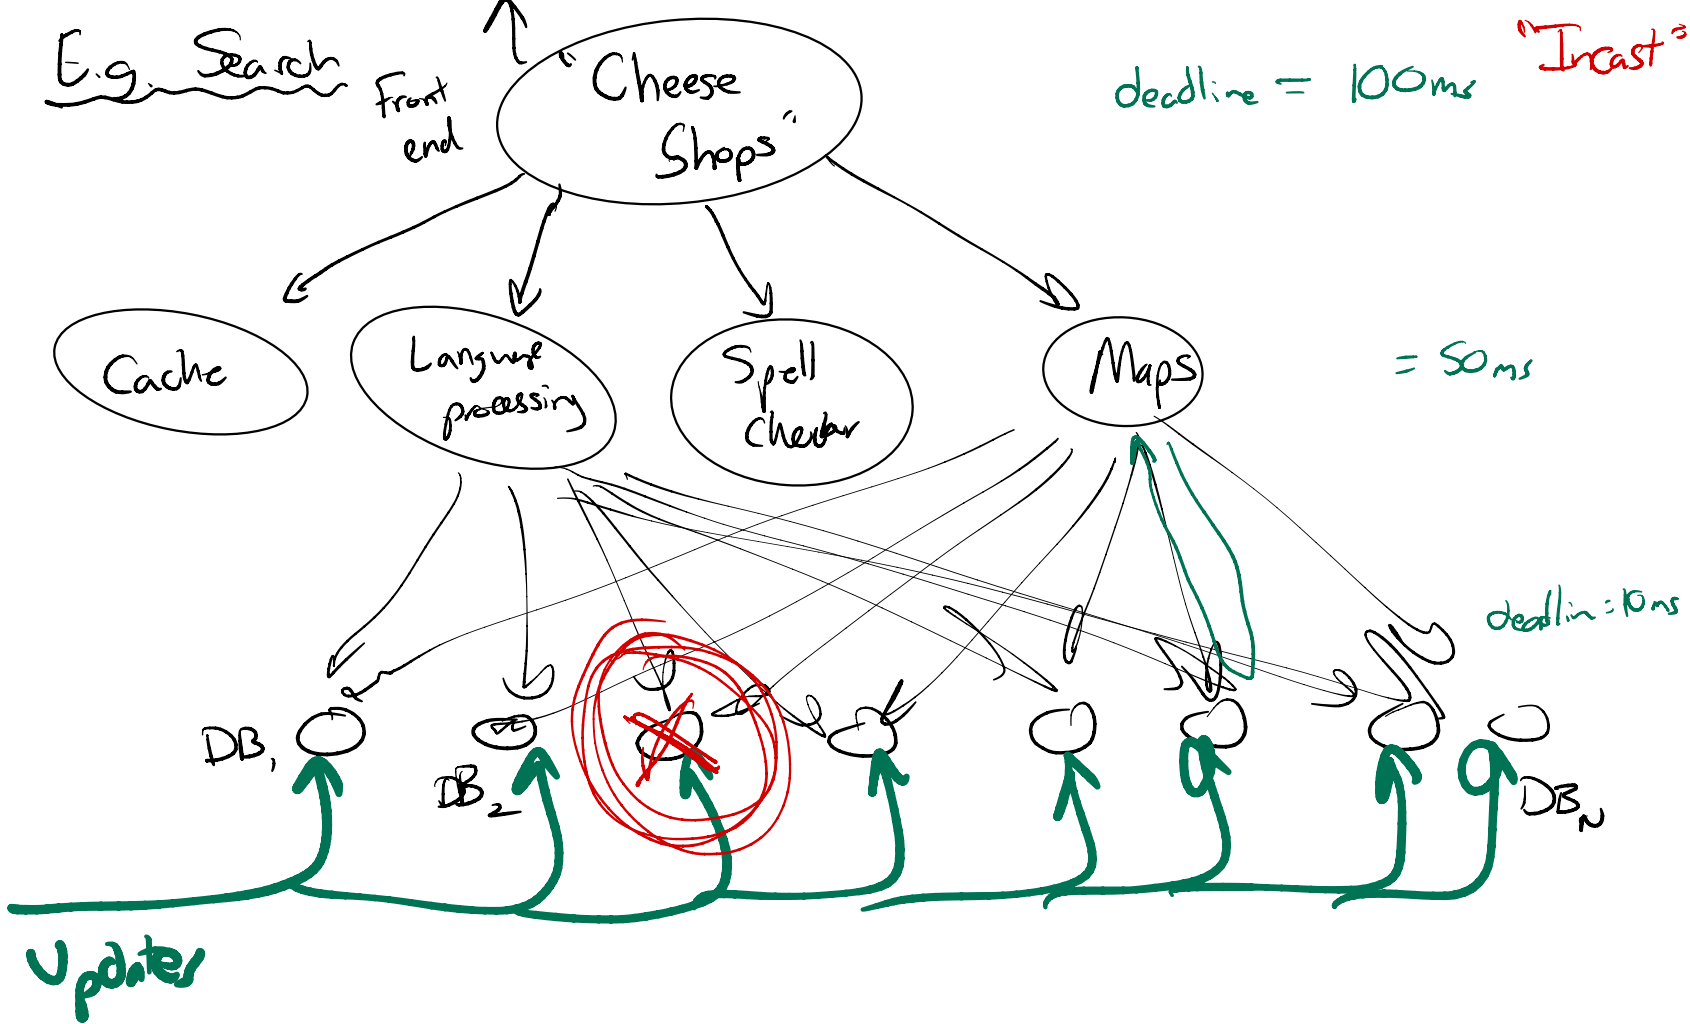 E.g. Search
Front
end
"Cheese
Shops"
deadline = 100ms
"Incast"
Cache
Language
processing
Spell
Checker
Maps
= 50ms
deadlin=10ms
DB1
DB2
DBN
Updates